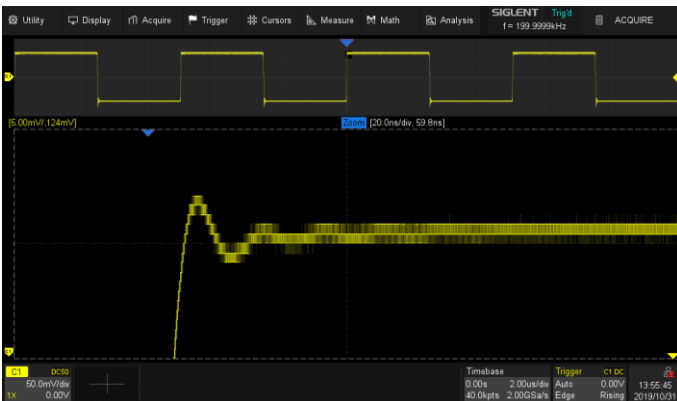 Utility Display Acquire Trigger Cursors Measure Math Analysis SIGLENT Trig'd ACQUIRE
f = 199.9999kHz
[5.00mV/,124mV] Zoom [20.0ns/div, 59.8ns]
C1 DC50 Timebase Trigger C1 DC
50.0mV/div 0.00s 2.00us/div Auto 0.00V 13:55:45
1X 0.00V 40.0kpts 2.00GSa/s Edge Rising 2019/10/31